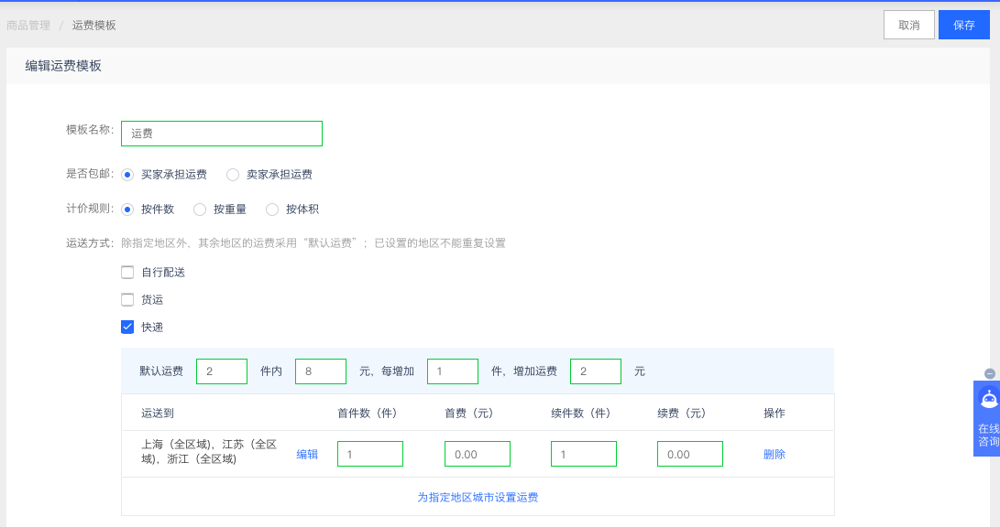 商品管理 / 运费模板 取消 保存
编辑运费模板
模板名称： 运费
是否包邮： 买家承担运费 卖家承担运费
计价规则： 按件数 按重量 按体积
运送方式： 除指定地区外，其余地区的运费采用“默认运费”；已设置的地区不能重复设置
自行配送
货运
快递
默认运费 2 件内 8 元，每增加 1 件，增加运费 2 元
运送到 首件数（件） 首费（元） 续件数（件） 续费（元） 操作
上海（全区域)，江苏（全区
域)，浙江（全区域) 编辑 1 0.00 1 0.00 删除
为指定地区城市设置运费
在线
咨询